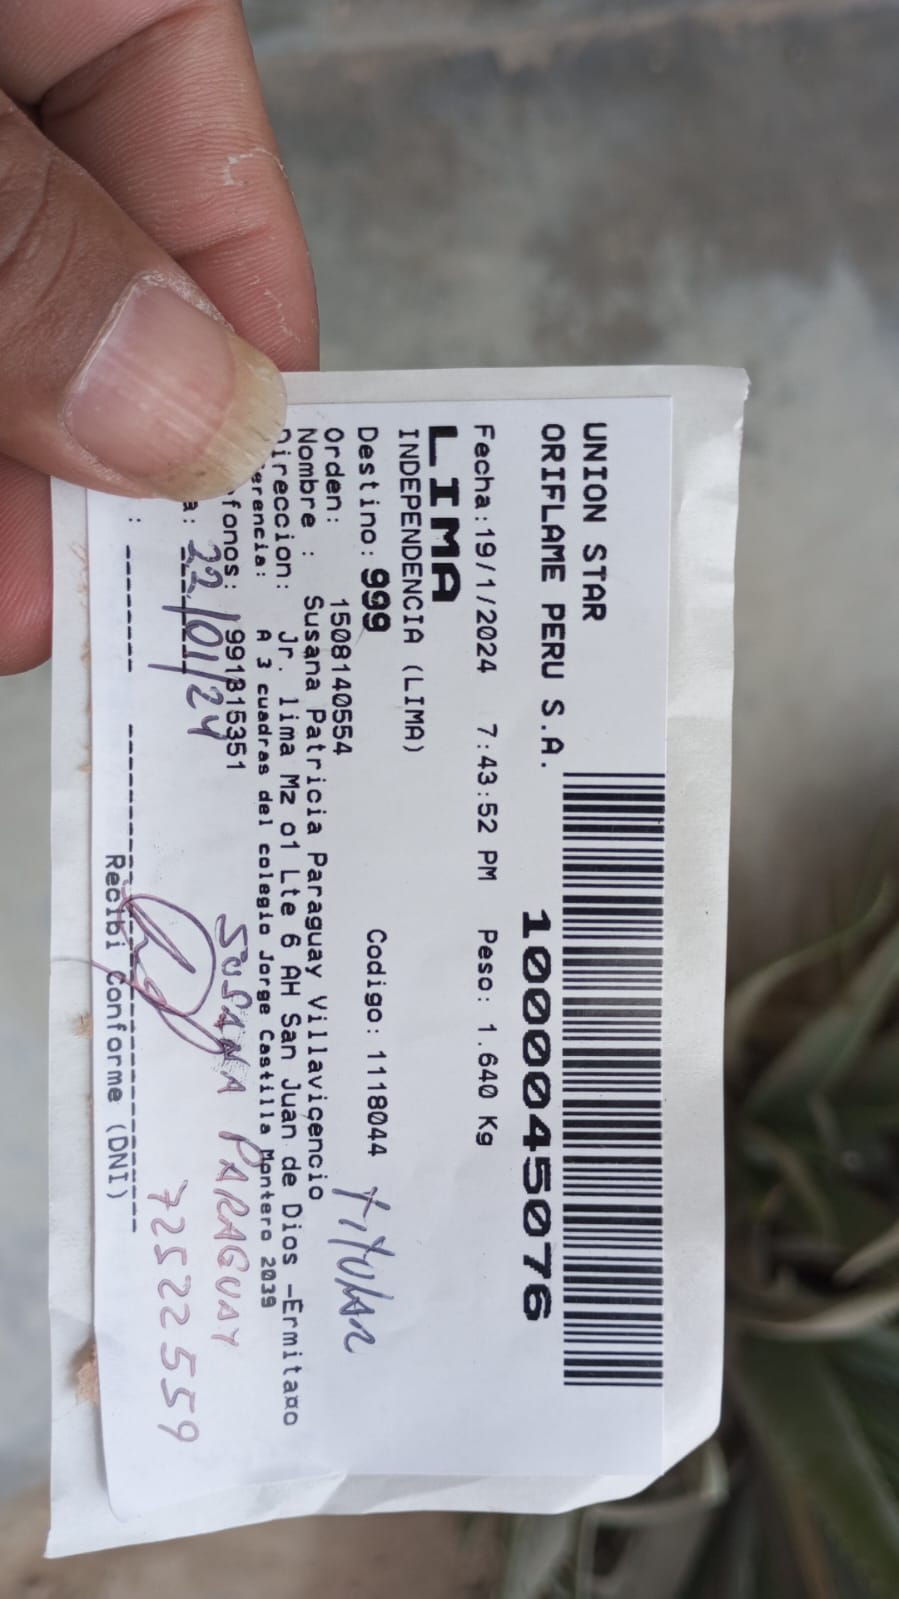 UNION STAR
ORIFLAME PERU S.A.
1000045076
Fecha:19/1/2024 7:43:52 PM Peso: 1.640 Kg
LIMA
INDEPENDENCIA (LIMA)
Destino: 999 Codigo: 1118044
Orden: 1508140554 TITULAR
Nombre : Susana Patricia Paraguay Villavicencio
Direccion: Jr. lima Mz o1 Lte 6 AH San Juan de Dios -Ermitaño
erencia: A 3 cuadras del colegio Jorge Castilla Montero 2039
fonos: 991815351 SUSANA PARAGUAY
a: 22/01/24 72522559
:
Recibi Conforme (DNI)